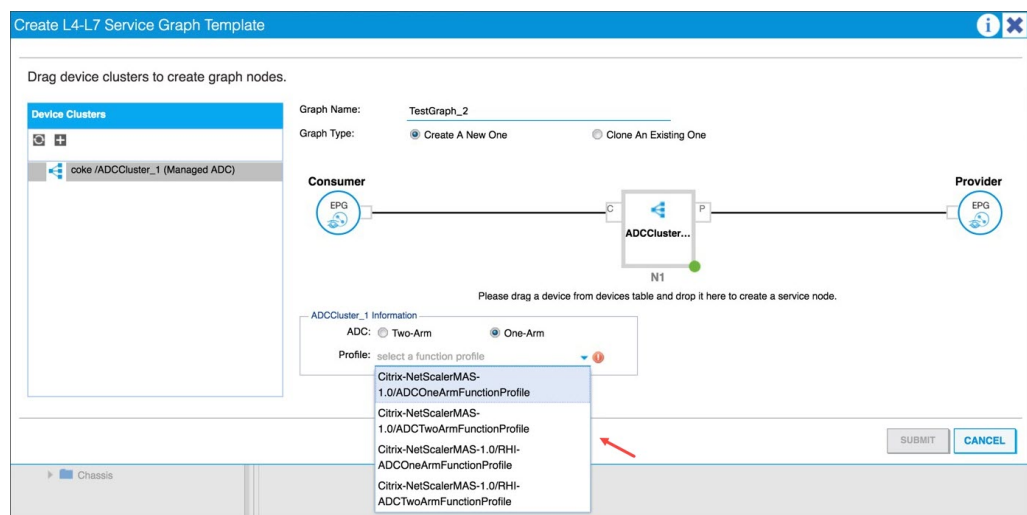 Create L4-L7 Service Graph Template
Drag device clusters to create graph nodes.
Device Clusters
coke /ADCCluster_1 (Managed ADC)
Graph Name:
TestGraph_2
Graph Type:
Create A New One
Clone An Existing One
Consumer
EPG
C
ADCCluster...
P
N1
Provider
EPG
Please drag a device from devices table and drop it here to create a service node.
ADCCluster_1 Information
ADC:
Two-Arm
One-Arm
Profile:
select a function profile
Citrix-NetScalerMAS-
1.0/ADCOneArmFunctionProfile
Citrix-NetScalerMAS-
1.0/ADCTwoArmFunctionProfile
Citrix-NetScalerMAS-1.0/RHI-
ADCOneArmFunctionProfile
Citrix-NetScalerMAS-1.0/RHI-
ADCTwoArmFunctionProfile
SUBMIT
CANCEL
Chassis